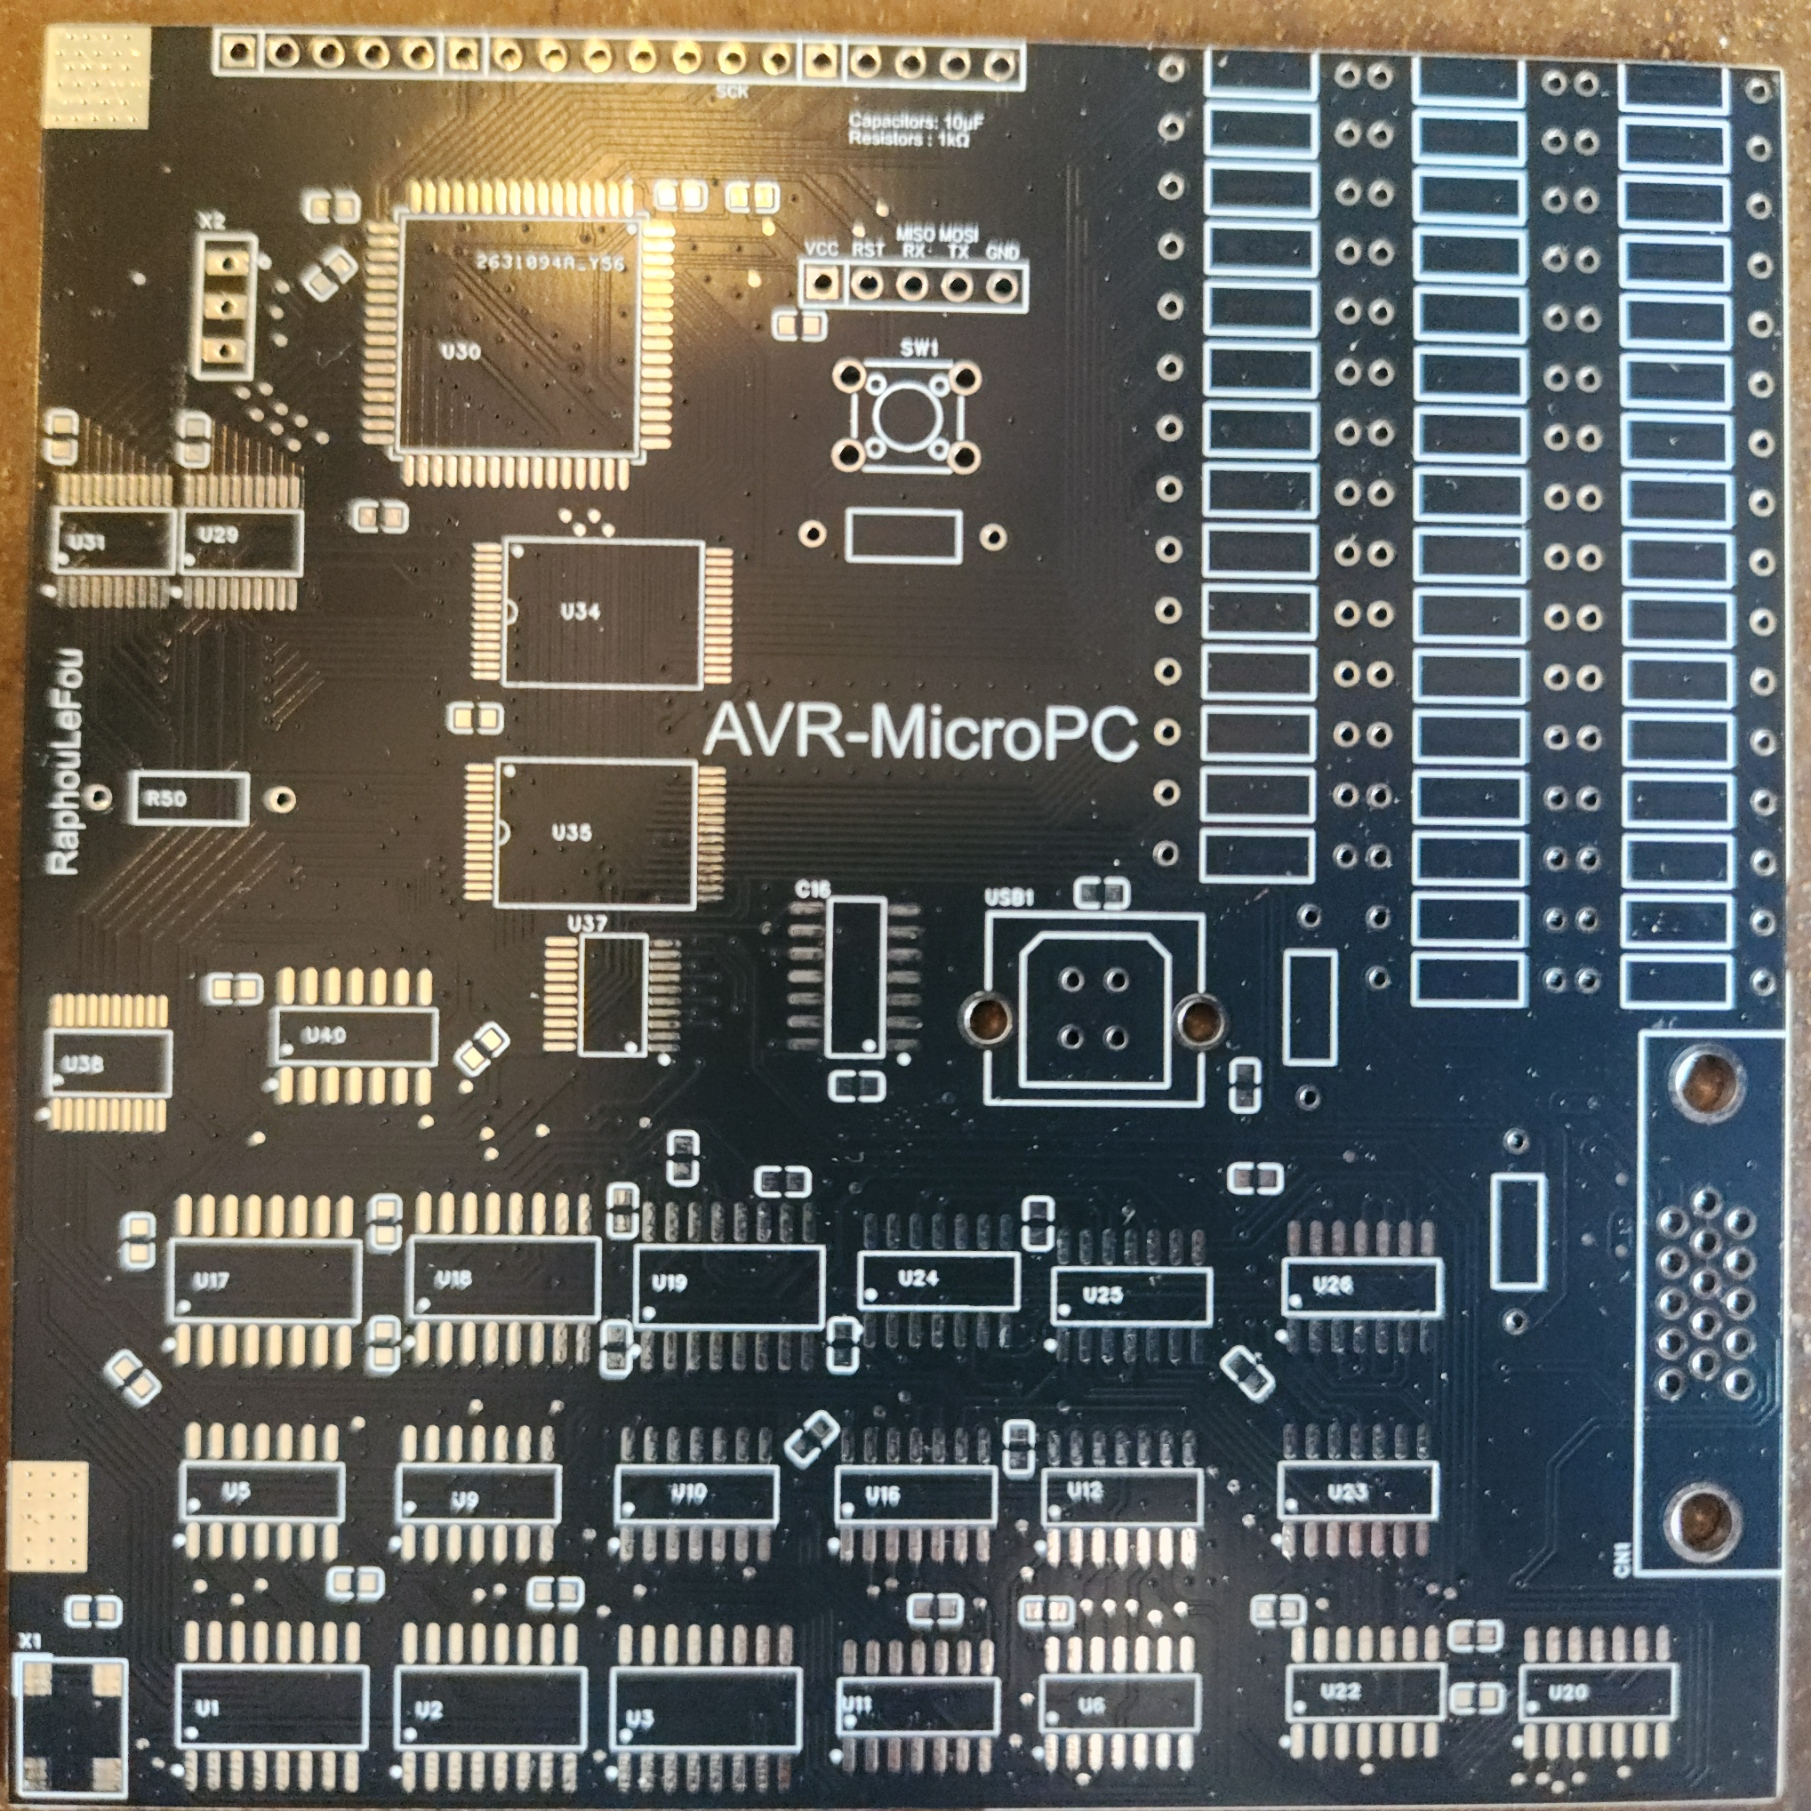 SCK
Capacitors: 10µF
Resistors : 1kΩ
X2
MISO MOSI
VCC RST RX TX GND
2631094A_Y56
U30
SW1
U31
U29
U34
RaphouLeFou
AVR-MicroPC
R50
U35
C16
USB1
U37
U40
U38
U17
U18
U19
U24
U25
U26
U5
U9
U10
U16
U12
U23
CN1
X1
U1
U2
U3
U11
U6
U22
U20